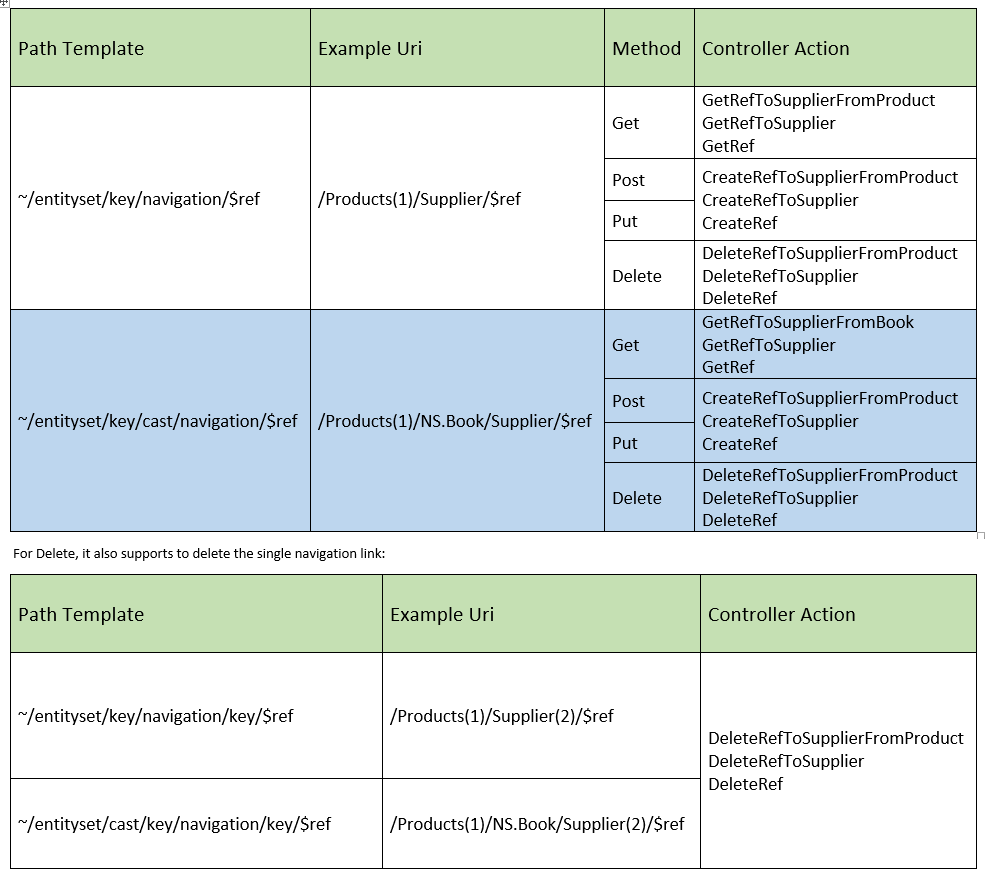 Path Template
Example Uri
Method
Controller Action
~/entityset/key/navigation/$ref
/Products(1)/Supplier/$ref
Get
GetRefToSupplierFromProduct
GetRefToSupplier
GetRef
Post
Put
CreateRefToSupplierFromProduct
CreateRefToSupplier
CreateRef
Delete
DeleteRefToSupplierFromProduct
DeleteRefToSupplier
DeleteRef
~/entityset/key/cast/navigation/$ref
/Products(1)/NS.Book/Supplier/$ref
Get
GetRefToSupplierFromBook
GetRefToSupplier
GetRef
Post
Put
CreateRefToSupplierFromProduct
CreateRefToSupplier
CreateRef
Delete
DeleteRefToSupplierFromProduct
DeleteRefToSupplier
DeleteRef
For Delete, it also supports to delete the single navigation link:
Path Template
Example Uri
Controller Action
~/entityset/key/navigation/key/$ref
/Products(1)/Supplier(2)/$ref
DeleteRefToSupplierFromProduct
DeleteRefToSupplier
DeleteRef
~/entityset/cast/key/navigation/key/$ref
/Products(1)/NS.Book/Supplier(2)/$ref